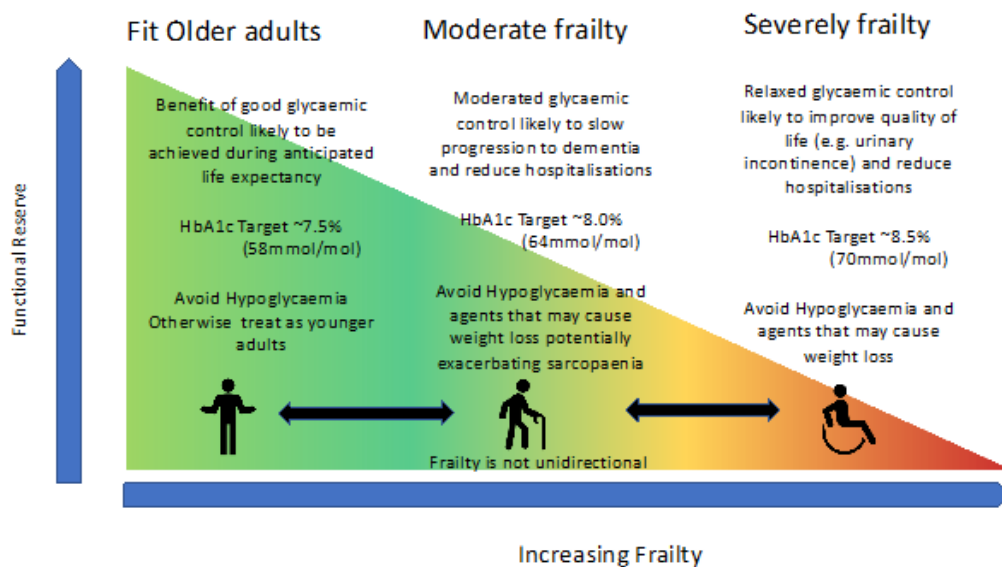 Fit Older adults
Moderate frailty
Severely frailty
Functional Reserve
Benefit of good glycaemic
control likely to be
achieved during anticipated
life expectancy
HbA1c Target ~7.5%
(58mmol/mol)
Avoid Hypoglycaemia
Otherwise treat as younger
adults
Moderated glycaemic
control likely to slow
progression to dementia
and reduce hospitalisations
HbA1c Target ~8.0%
(64mmol/mol)
Avoid Hypoglycaemia and
agents that may cause
weight loss potentially
exacerbating sarcopaenia
Relaxed glycaemic control
likely to improve quality of
life (e.g. urinary
incontinence) and reduce
hospitalisations
HbA1c Target ~8.5%
(70mmol/mol)
Avoid Hypoglycaemia and
agents that may cause
weight loss
Frailty is not unidirectional
Increasing Frailty